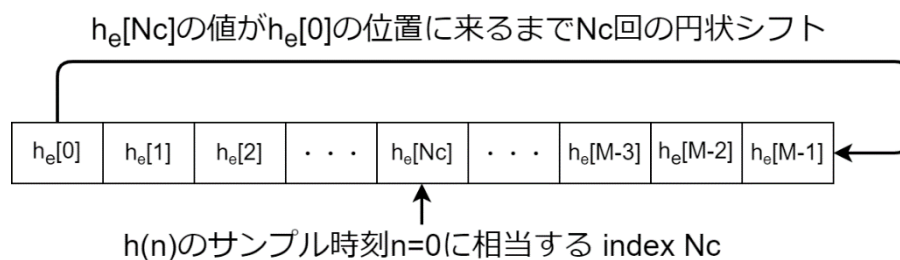 he[Nc]の値がhe[0]の位置に来るまでNc回の円状シフト
he[0] he[1] he[2] ・・・ he[Nc] ・・・ he[M-3] he[M-2] he[M-1]
h(n)のサンプル時刻n=0に相当する index Nc